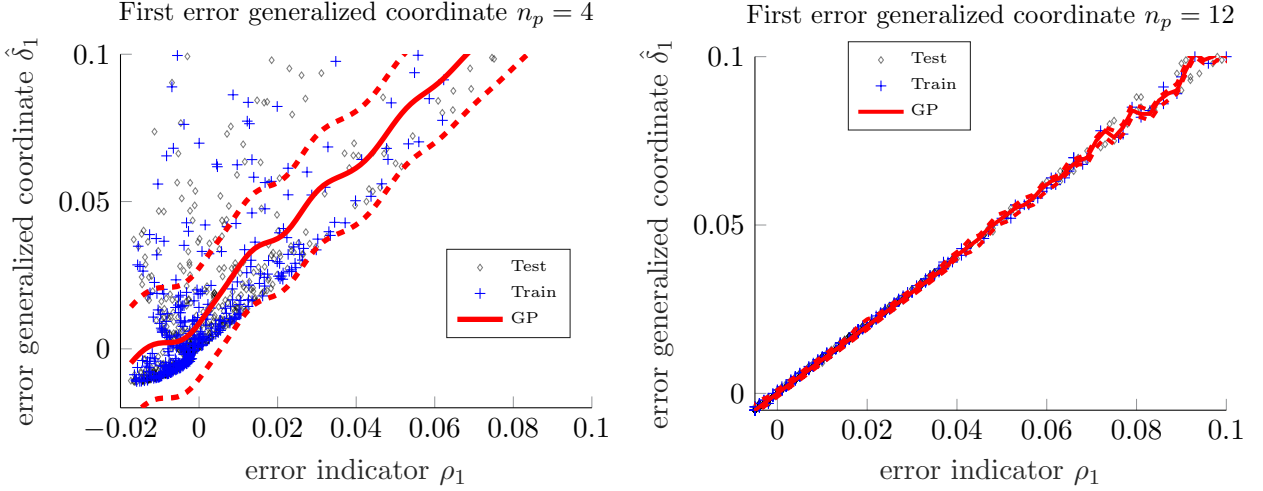 First error generalized coordinate n_p = 4
error generalized coordinate δ̂_1
0.1
0.05
0
Test
Train
GP
−0.02 0 0.02 0.04 0.06 0.08 0.1
error indicator ρ_1
First error generalized coordinate n_p = 12
error generalized coordinate δ̂_1
0.1
0.05
0
Test
Train
GP
0 0.02 0.04 0.06 0.08 0.1
error indicator ρ_1